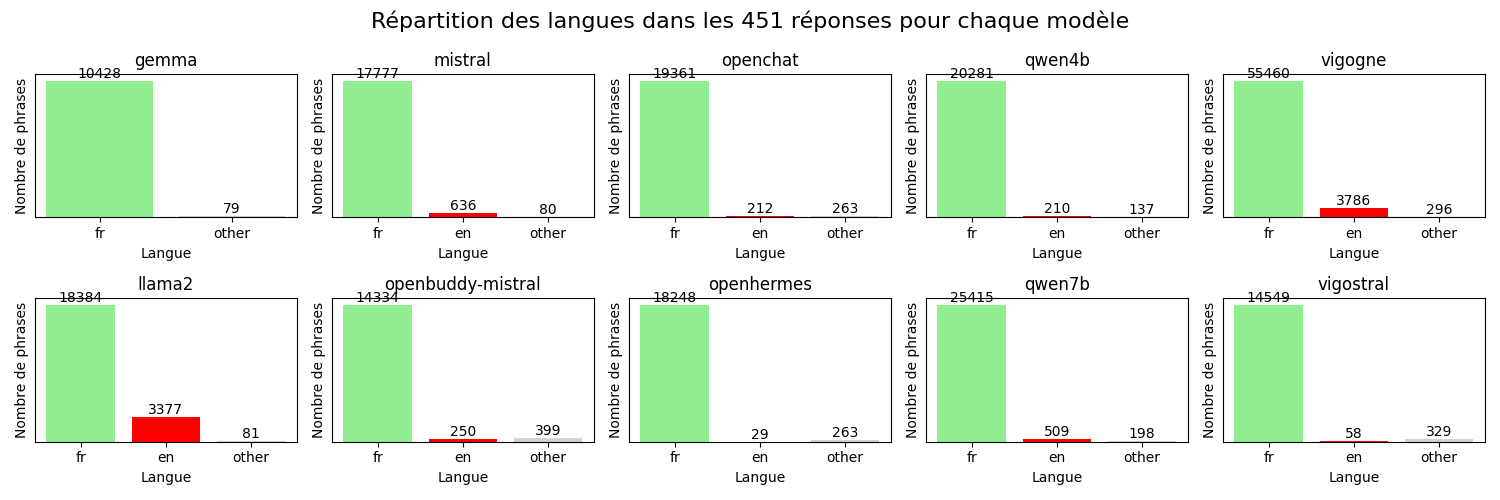 Répartition des langues dans les 451 réponses pour chaque modèle
gemma
Nombre de phrases
10428
79
fr other
Langue
mistral
Nombre de phrases
17777
636
80
fr en other
Langue
openchat
Nombre de phrases
19361
212
263
fr en other
Langue
qwen4b
Nombre de phrases
20281
210
137
fr en other
Langue
vigogne
Nombre de phrases
55460
3786
296
fr en other
Langue
llama2
Nombre de phrases
18384
3377
81
fr en other
Langue
openbuddy-mistral
Nombre de phrases
14334
250
399
fr en other
Langue
openhermes
Nombre de phrases
18248
29
263
fr en other
Langue
qwen7b
Nombre de phrases
25415
509
198
fr en other
Langue
vigostral
Nombre de phrases
14549
58
329
fr en other
Langue